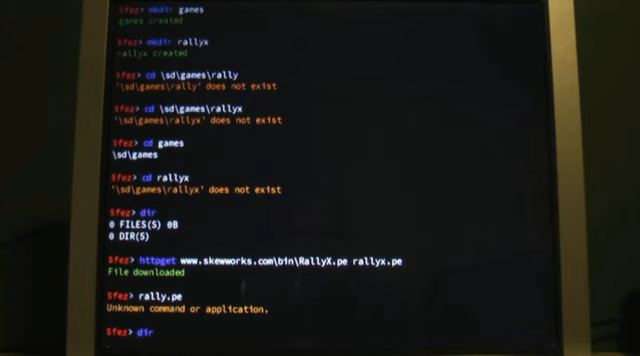 $fez> mkdir games
games created
$fez> mkdir rallyx
rallyx created
$fez> cd \sd\games\rally
'\sd\games\rally' does not exist
$fez> cd \sd\games\rallyx
'\sd\games\rallyx' does not exist
$fez> cd games
\sd\games
$fez> cd rallyx
'\sd\games\rallyx' does not exist
$fez> dir
0 FILES(S) 0B
0 DIR(S)
$fez> httpget www.skewworks.com\bin\RallyX.pe rallyx.pe
File downloaded
$fez> rally.pe
Unknown command or application.
$fez> dir